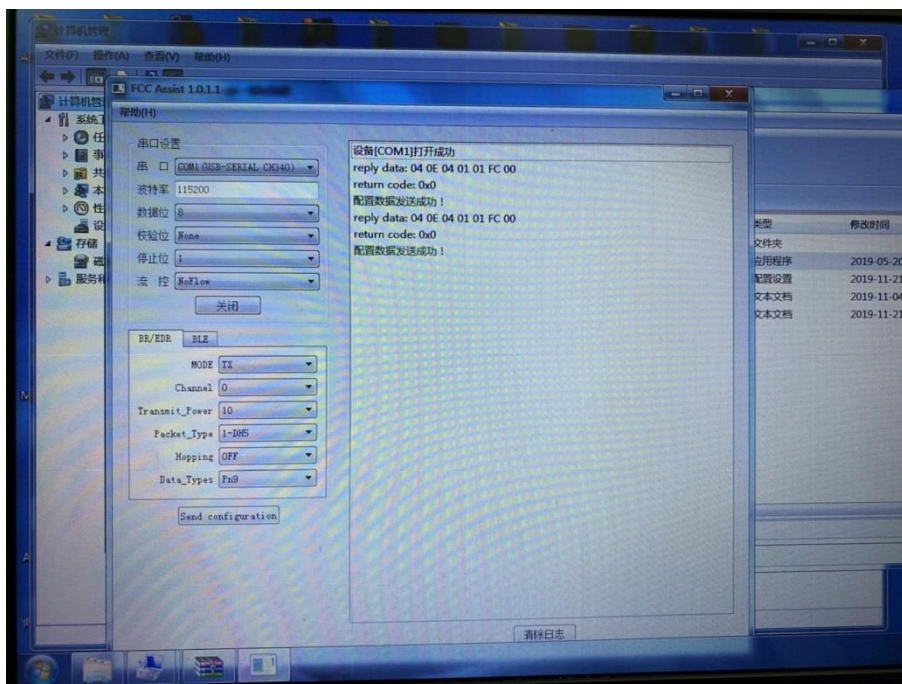 计算机管理
文件(F) 操作(A) 查看(V) 帮助(H)
计算机管
系统工
任
事
共
本
性
设
存储
磁
服务和
FCC Assist 1.0.1.1
帮助(H)
串口设置
串 口 COM1 (USB-SERIAL CH340)
波特率 115200
数据位 8
校验位 None
停止位 1
流 控 NoFlow
关闭
BR/EDR BLE
MODE TX
Channel 0
Transmit_Power 10
Packet_Type 1-DH5
Hopping OFF
Data_Types Pn9
Send configuration
设备[COM1]打开成功
reply data: 04 0E 04 01 01 FC 00
return code: 0x0
配置数据发送成功！
reply data: 04 0E 04 01 01 FC 00
return code: 0x0
配置数据发送成功！
清除日志
类型 修改时间
文件夹
应用程序 2019-05-20
配置设置 2019-11-21
文本文档 2019-11-04
文本文档 2019-11-21